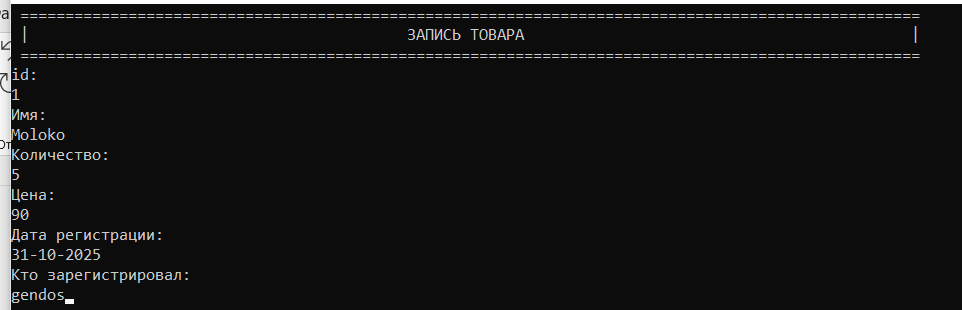 ==========================================================================================
| ЗАПИСЬ ТОВАРА |
==========================================================================================
id:
1
Имя:
Moloko
Количество:
5
Цена:
90
Дата регистрации:
31-10-2025
Кто зарегистрировал:
gendos